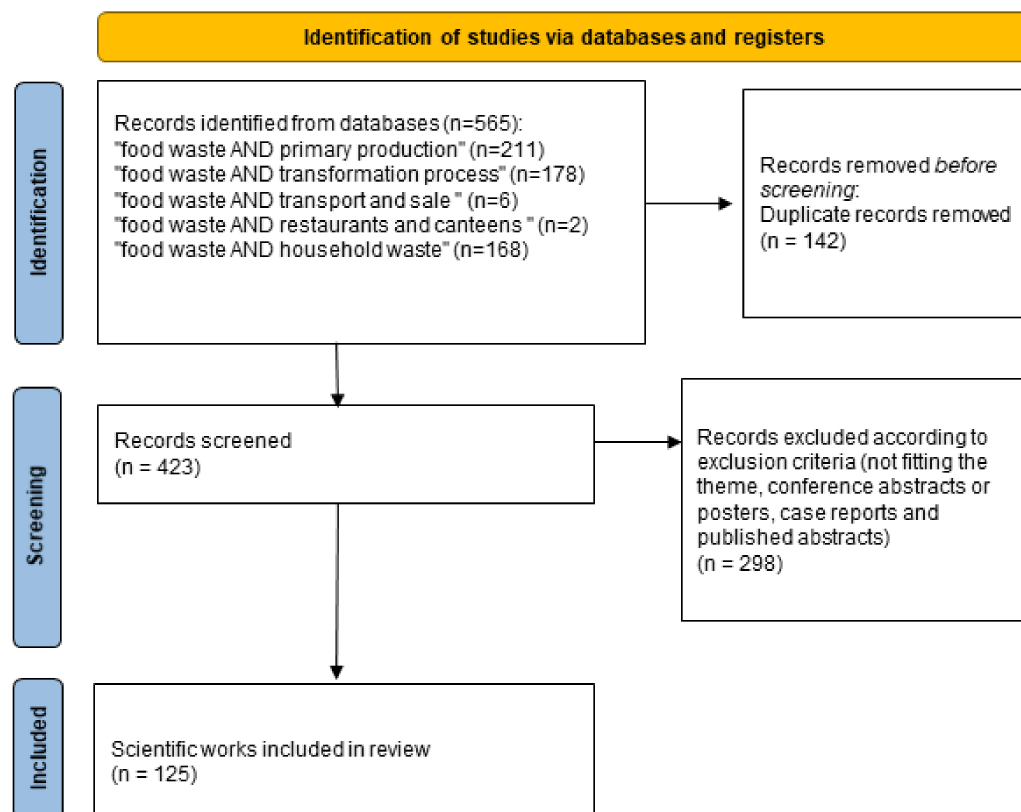 Identification of studies via databases and registers
Identification
Records identified from databases (n=565):
"food waste AND primary production" (n=211)
"food waste AND transformation process" (n=178)
"food waste AND transport and sale " (n=6)
"food waste AND restaurants and canteens " (n=2)
"food waste AND household waste" (n=168)
Records removed before
screening:
Duplicate records removed
(n = 142)
Screening
Records screened
(n = 423)
Records excluded according to
exclusion criteria (not fitting the
theme, conference abstracts or
posters, case reports and
published abstracts)
(n = 298)
Included
Scientific works included in review
(n = 125)